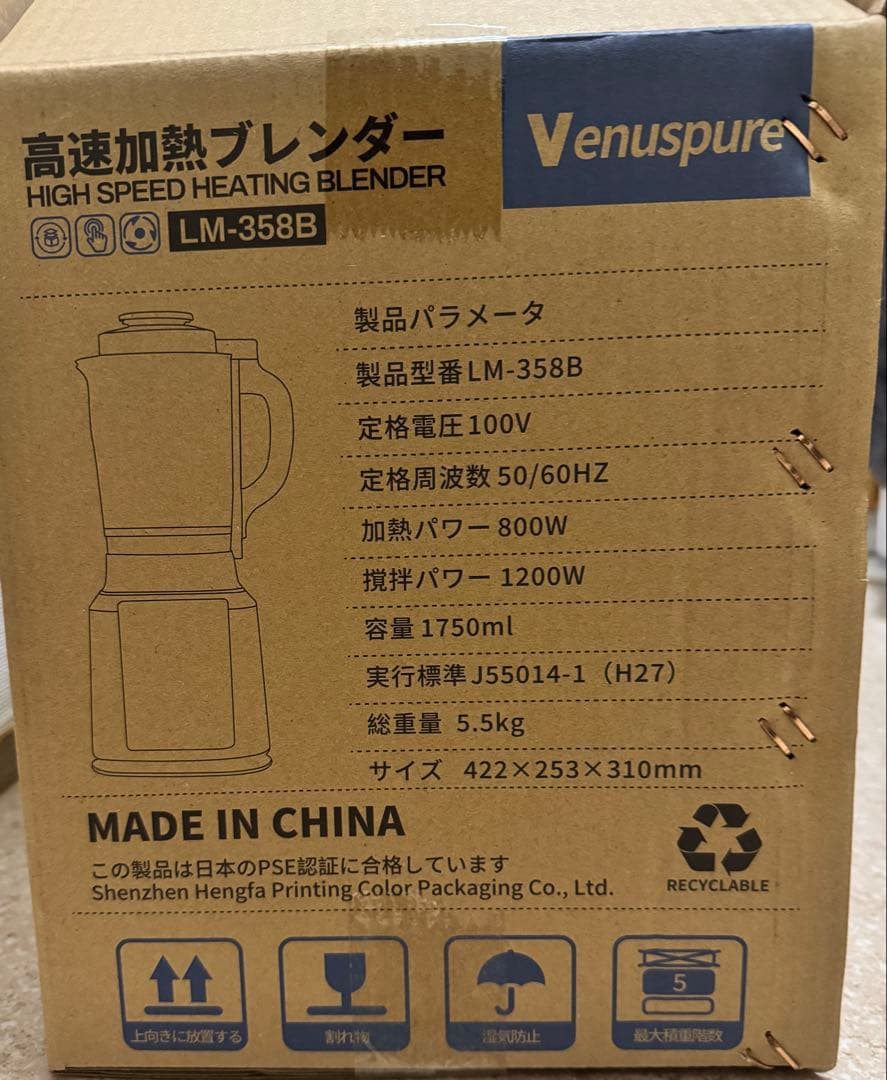 高速加熱ブレンダー
HIGH SPEED HEATING BLENDER
LM-358B
Venuspure
製品パラメータ
製品型番LM-358B
定格電圧100V
定格周波数50/60HZ
加熱パワー800W
撹拌パワー1200W
容量1750ml
実行標準J55014-1（H27）
総重量 5.5kg
サイズ 422×253×310mm
MADE IN CHINA
この製品は日本のPSE認証に合格しています
Shenzhen Hengfa Printing Color Packaging Co., Ltd.
RECYCLABLE
上向きに放置する
割れ物
湿気防止
5
最大積重階数